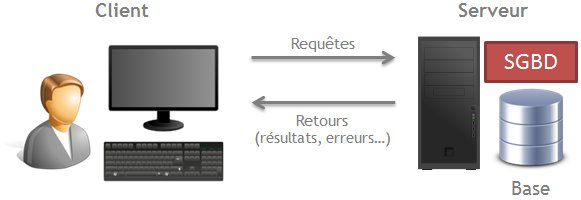 Client
Serveur
Requêtes
SGBD
Retours
(résultats, erreurs…)
Base